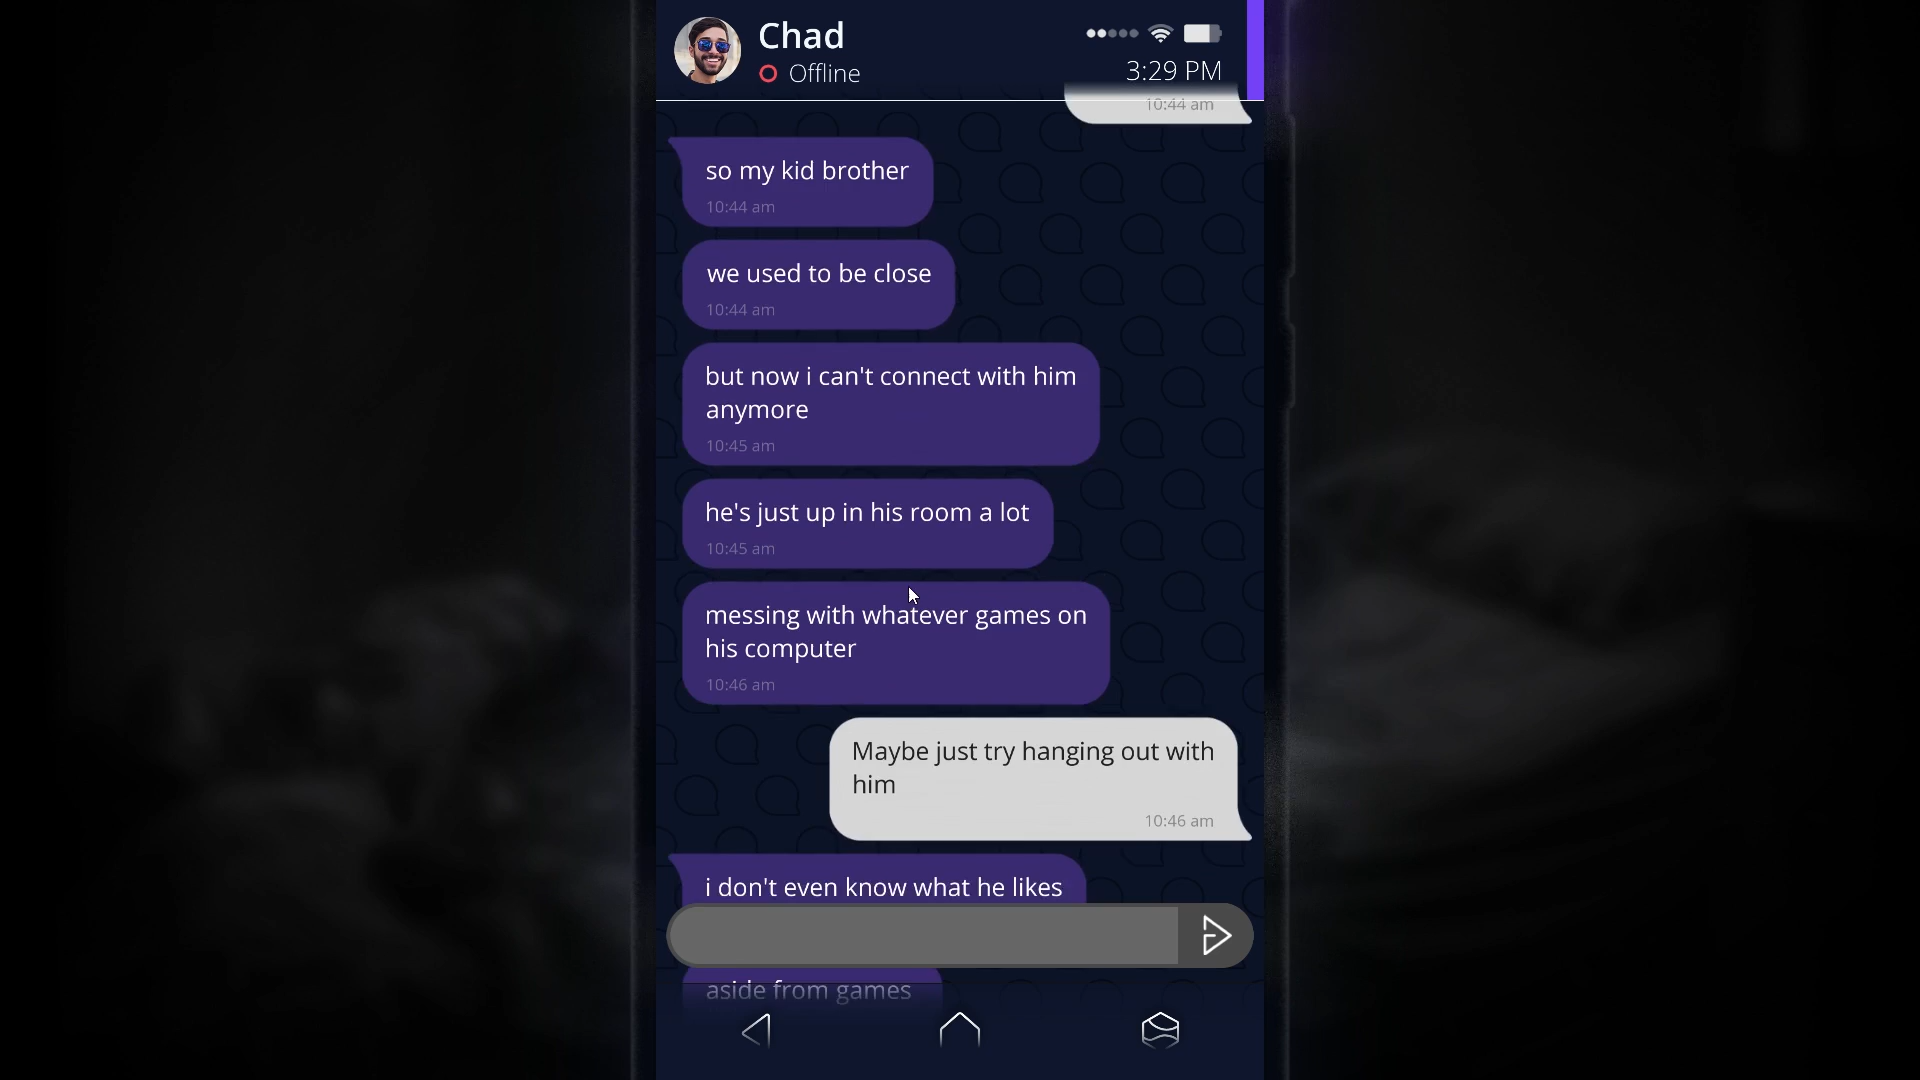 Chad
Offline
3:29 PM
10:44 am
so my kid brother
10:44 am
we used to be close
10:44 am
but now i can't connect with him
anymore
10:45 am
he's just up in his room a lot
10:45 am
messing with whatever games on
his computer
10:46 am
Maybe just try hanging out with
him
10:46 am
i don't even know what he likes
aside from games